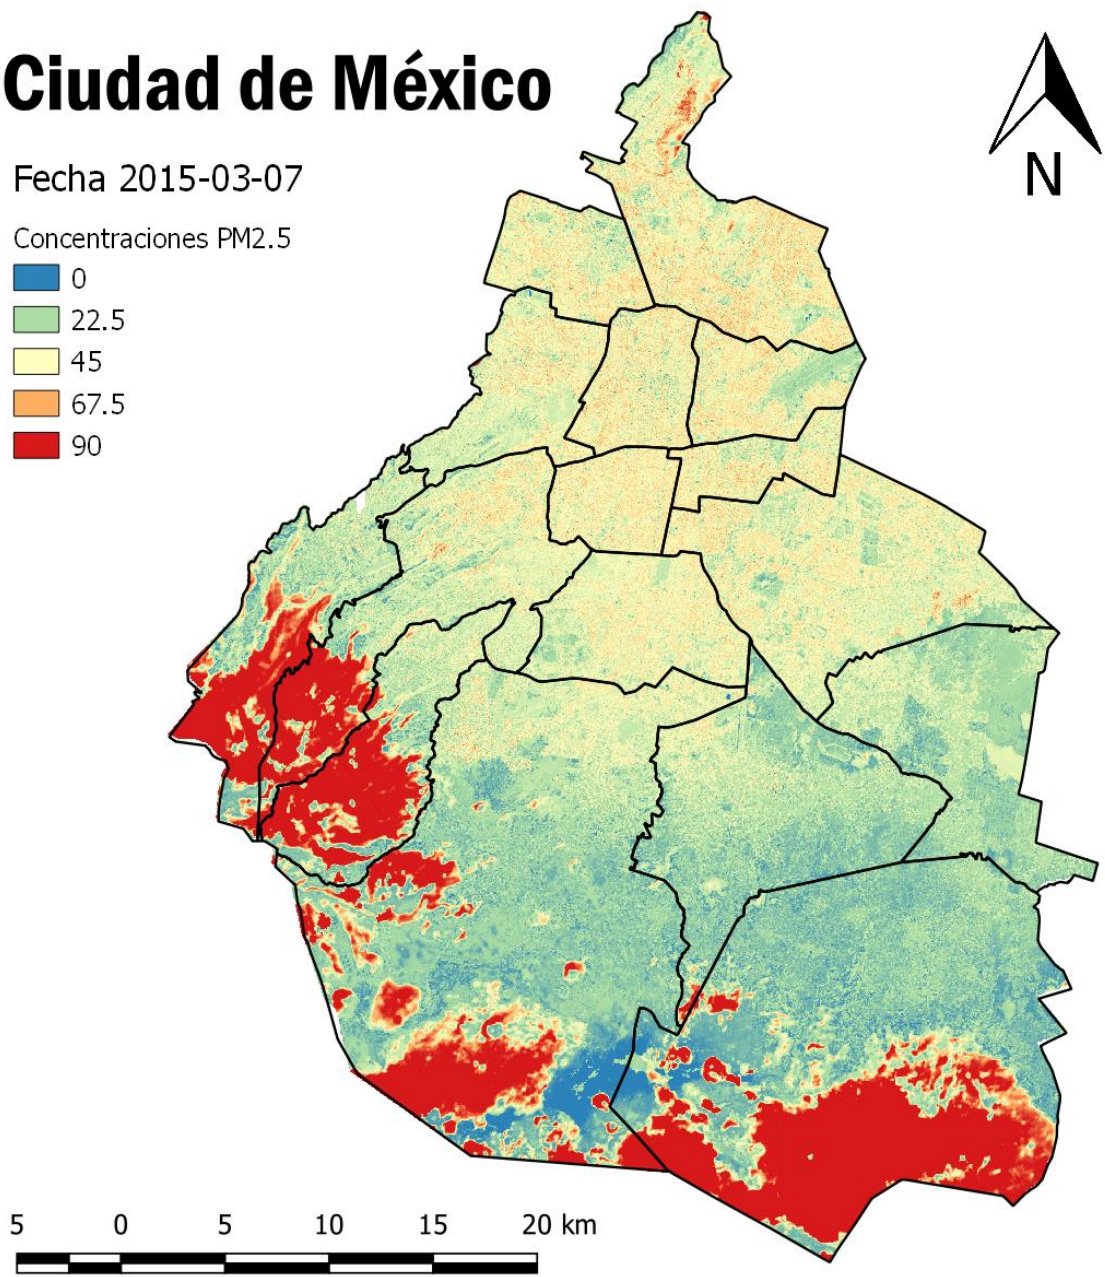 Ciudad de México
Fecha 2015-03-07
Concentraciones PM2.5
0
22.5
45
67.5
90
N
5 0 5 10 15 20 km